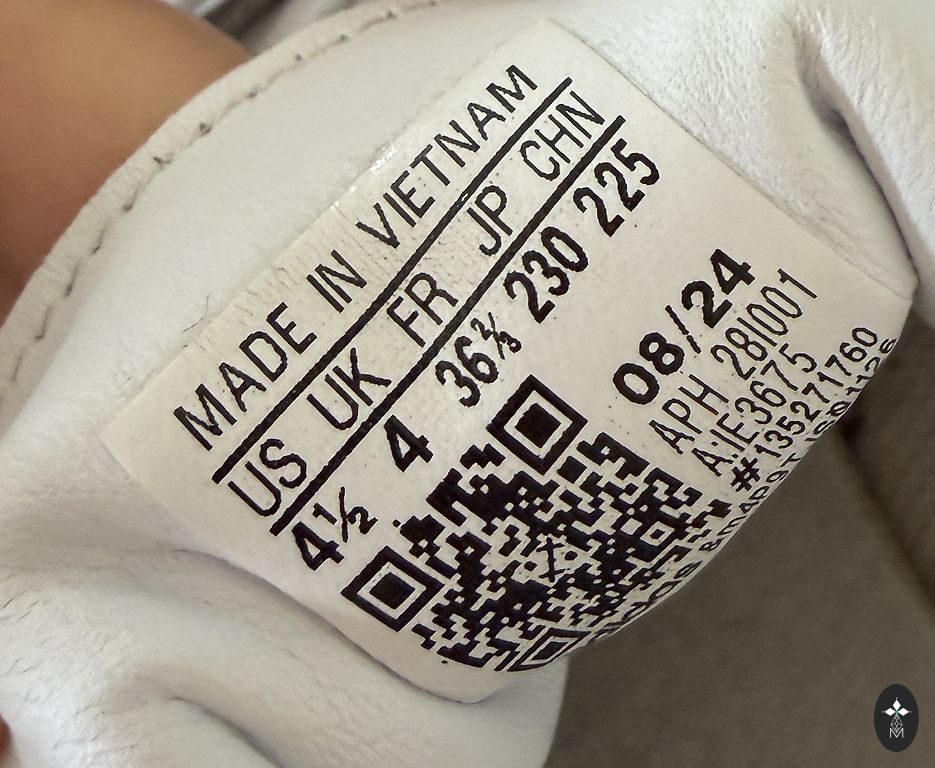 MADE IN VIETNAM
US UK FR JP CHN
4½ 4 36⅔ 230 225
08/24
APH 28I001
A:IE3675
#13527176O
M